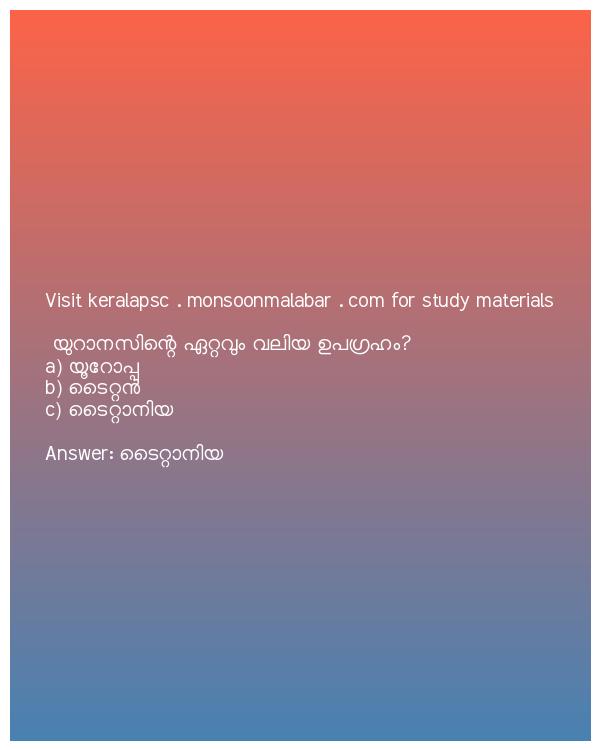 Visit keralapsc . monsoonmalabar . com for study materials
യുറാനസിന്റെ ഏറ്റവും വലിയ ഉപഗ്രഹം?
a) യൂറോപ്പ
b) ടൈറ്റൻ
c) ടൈറ്റാനിയ
Answer: ടൈറ്റാനിയ